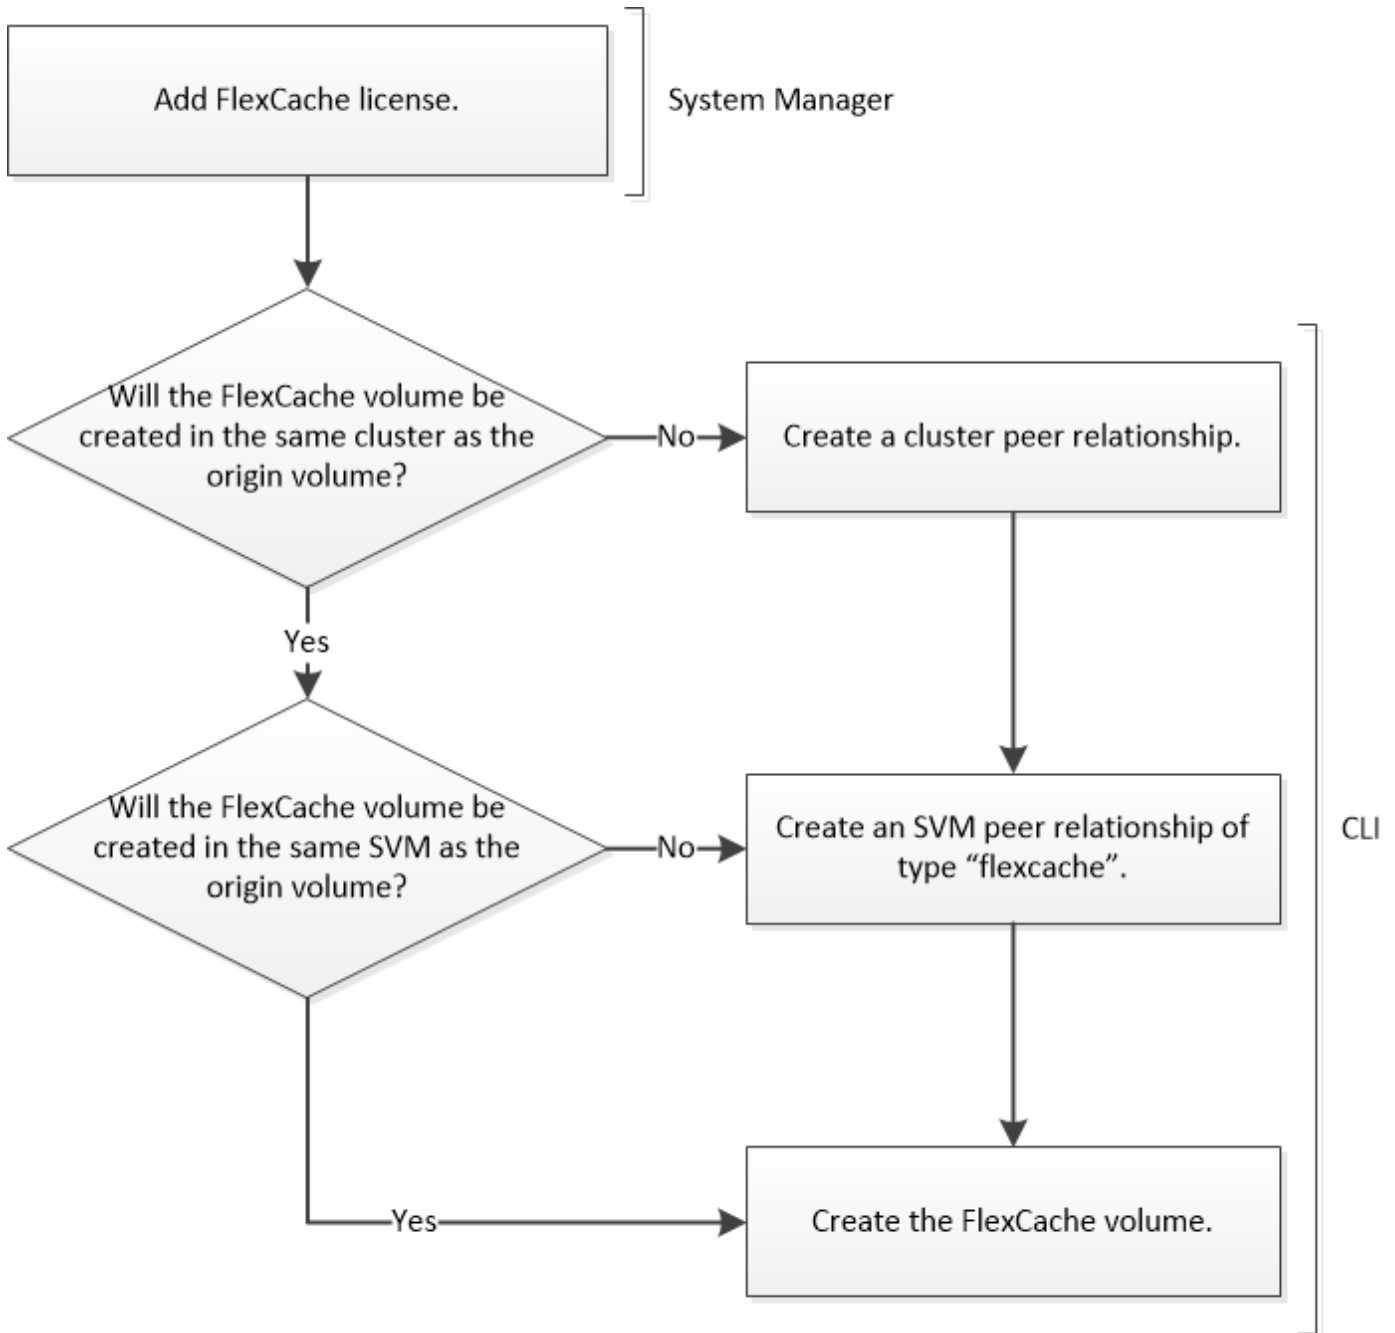 Add FlexCache license.
System Manager
Will the FlexCache volume be
created in the same cluster as the
origin volume?
No
Create a cluster peer relationship.
Yes
Will the FlexCache volume be
created in the same SVM as the
origin volume?
No
Create an SVM peer relationship of
type “flexcache”.
CLI
Yes
Create the FlexCache volume.